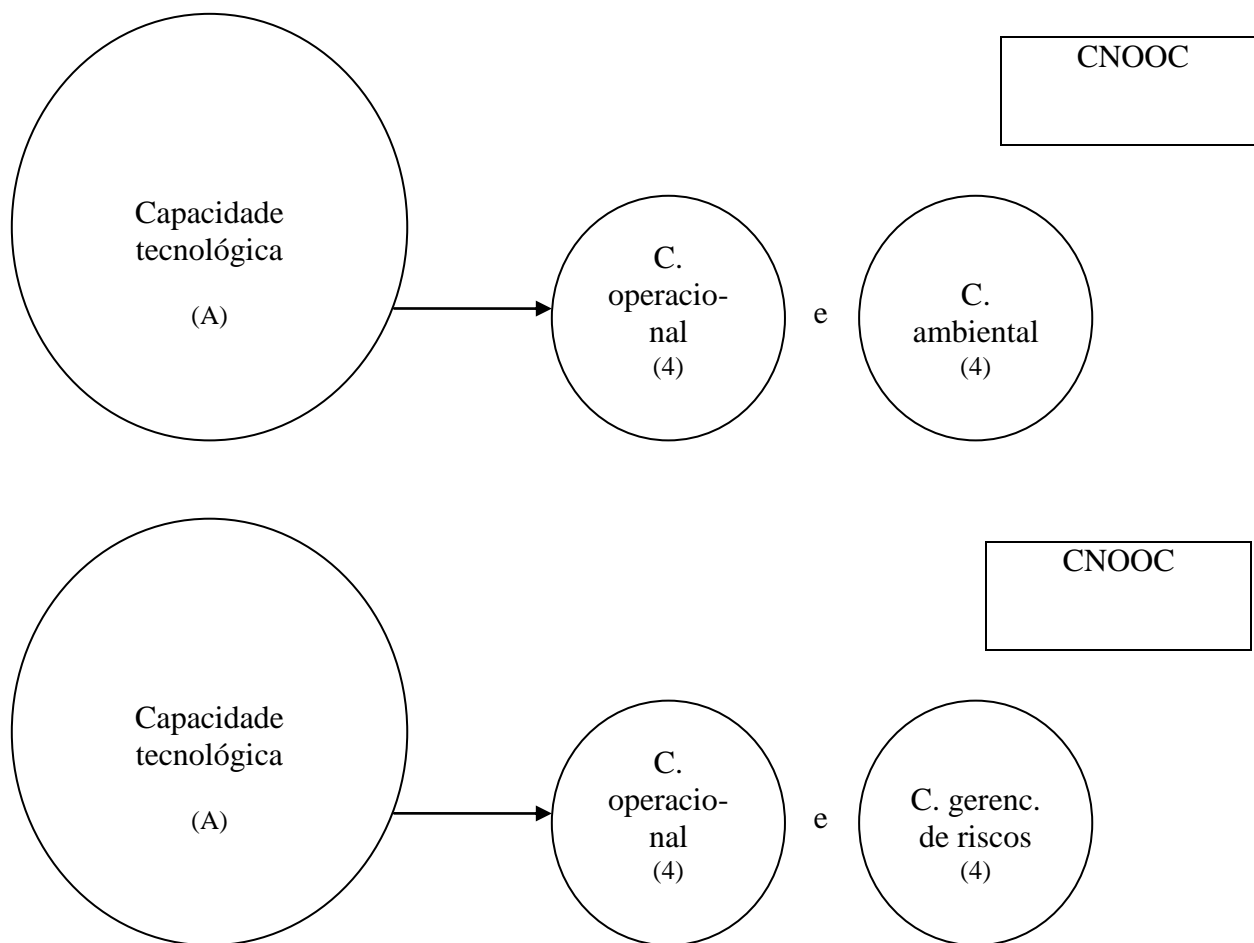 CNOOC
Capacidade
tecnológica
(A)
C.
operacio-
nal
(4)
e
C.
ambiental
(4)
CNOOC
Capacidade
tecnológica
(A)
C.
operacio-
nal
(4)
e
C. gerenc.
de riscos
(4)